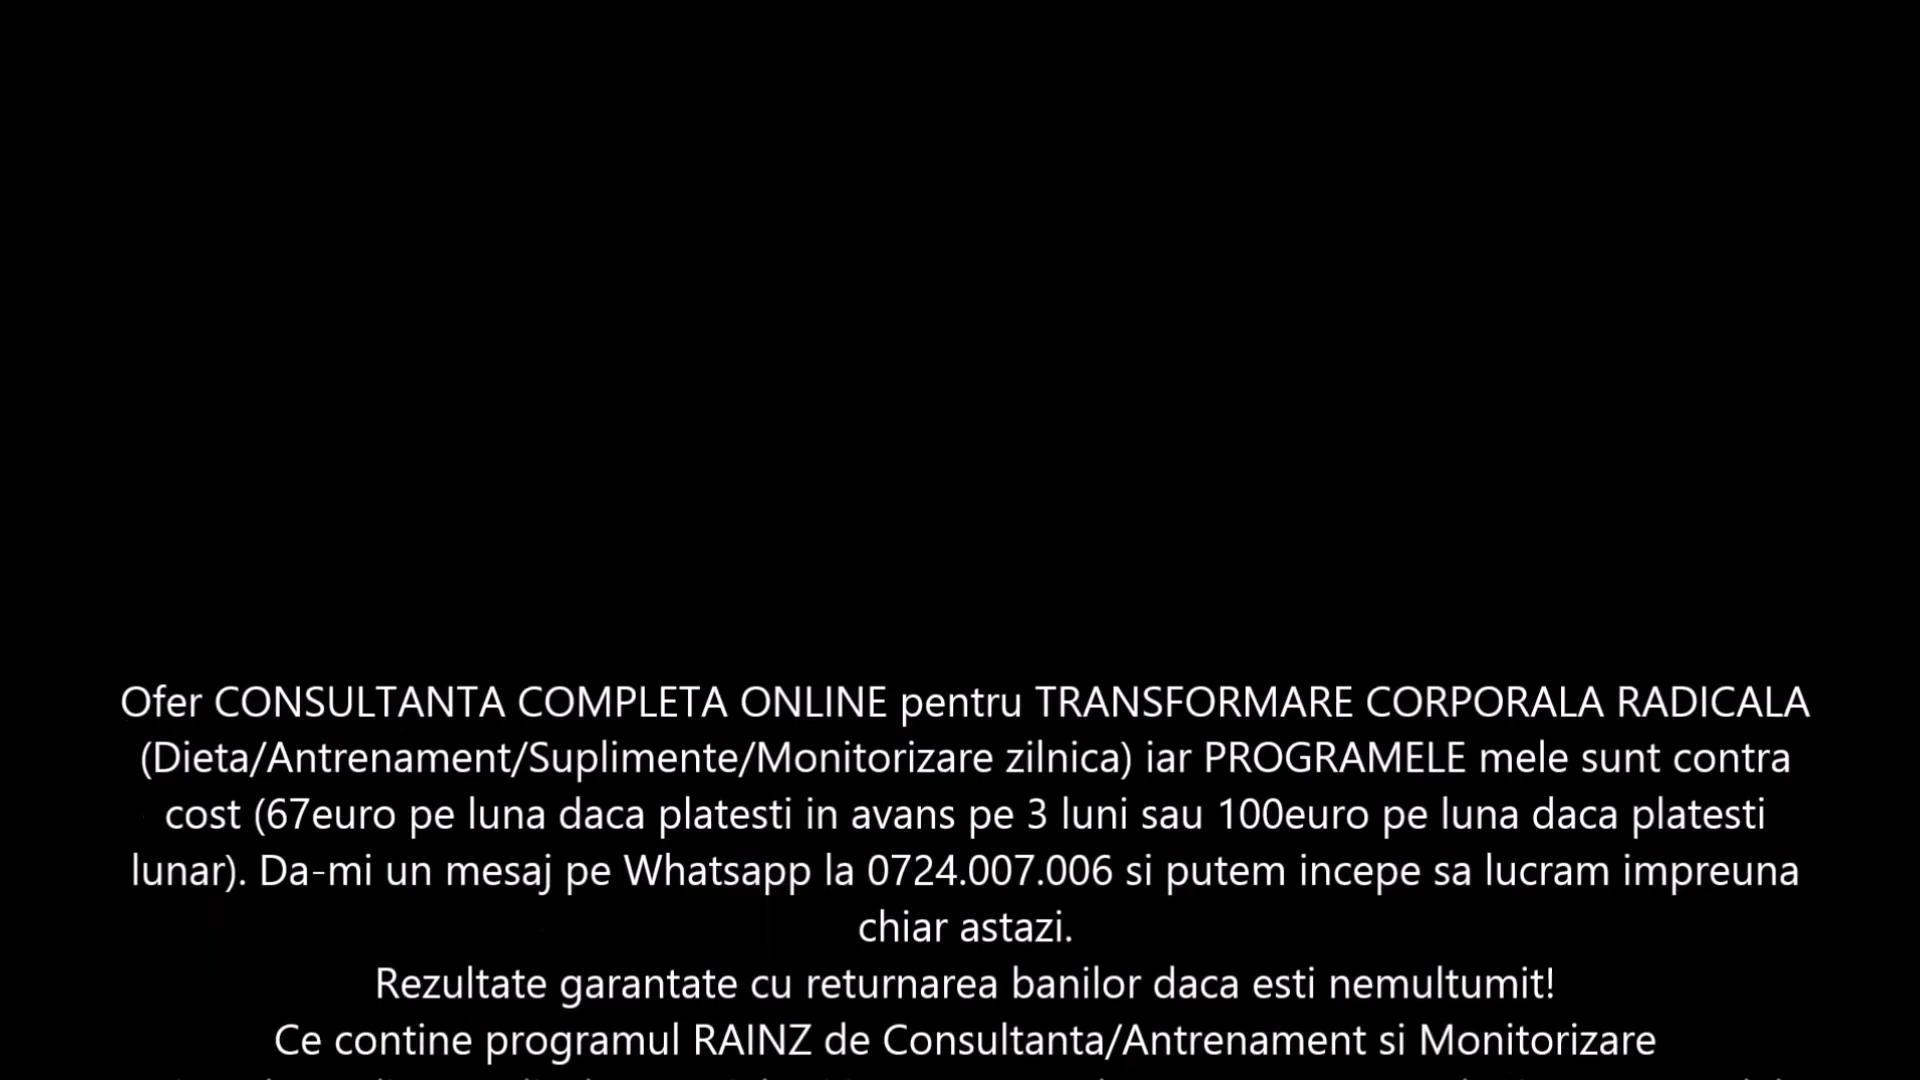 Ofer CONSULTANTA COMPLETA ONLINE pentru TRANSFORMARE CORPORALA RADICALA
(Dieta/Antrenament/Suplimente/Monitorizare zilnica) iar PROGRAMELE mele sunt contra
cost (67euro pe luna daca platesti in avans pe 3 luni sau 100euro pe luna daca platesti
lunar). Da-mi un mesaj pe Whatsapp la 0724.007.006 si putem incepe sa lucram impreuna
chiar astazi.
Rezultate garantate cu returnarea banilor daca esti nemultumit!
Ce contine programul RAINZ de Consultanta/Antrenament si Monitorizare